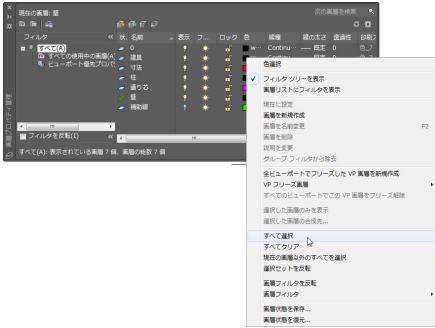 現在の画層: 壁
次の画層を検索
フィルタ
状.
名前
表示
フ...
ロック
色
線種
線の太さ
透過性
印刷ス
すべて(A)
すべての使用中の画層(A)
ビューポート優先プロパ
0
w…
Continu…
既定
0
色_7
建具
寸法
柱
通り芯
壁
補助線
フィルタを反転(I)
すべて(A): 表示されている画層 7 個、画層の総数 7 個
画層プロパティ管理
色選択
フィルタ ツリーを表示
画層リストにフィルタを表示
現在に設定
画層を新規作成
画層を名前変更 F2
画層を削除
説明を変更
グループ フィルタから除去
全ビューポートでフリーズした VP 画層を新規作成
VP フリーズ画層
すべてのビューポートでこの VP 画層をフリーズ解除
選択した画層のみを表示
選択した画層の合成先...
すべて選択
すべてクリア
現在の画層以外のすべてを選択
選択セットを反転
画層フィルタを反転
画層フィルタ
画層状態を保存...
画層状態を復元...